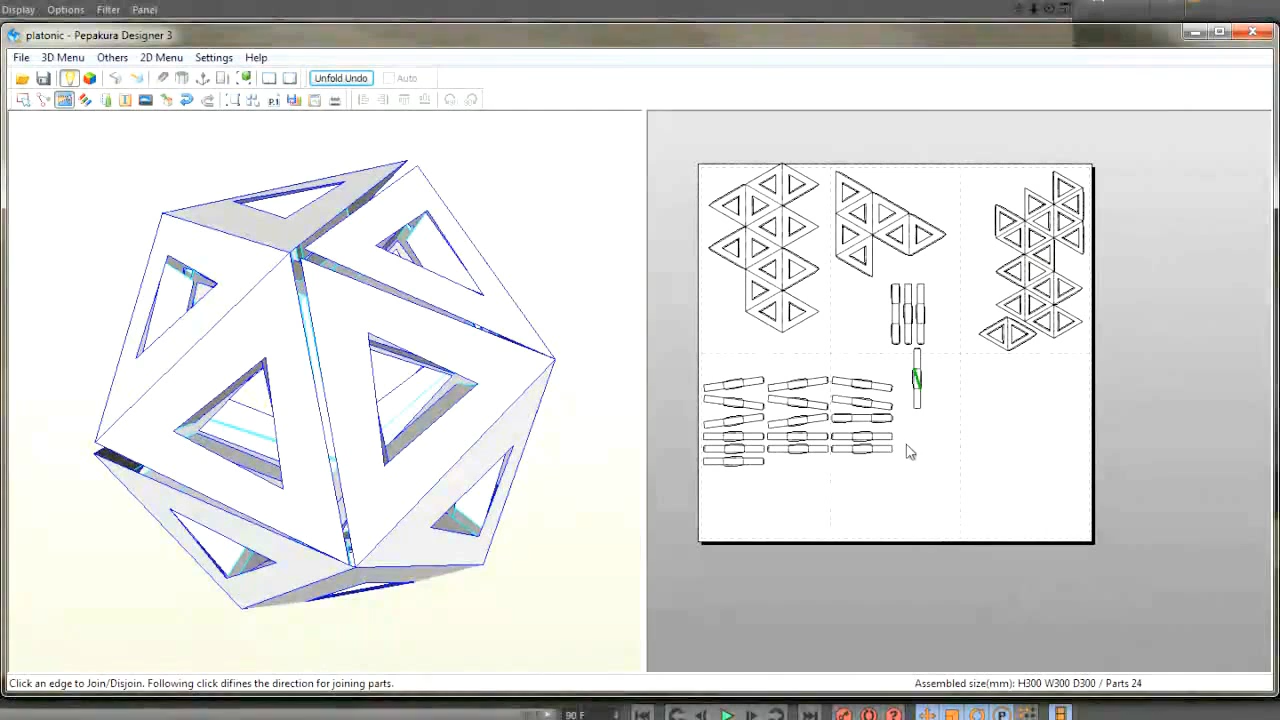 Display Options Filter Panel
platonic - Pepakura Designer 3
File 3D Menu Others 2D Menu Settings Help
Unfold Undo Auto
P.1
Click an edge to Join/Disjoin. Following click difines the direction for joining parts.
Assembled size(mm): H300 W300 D300 / Parts 24
90 F
P